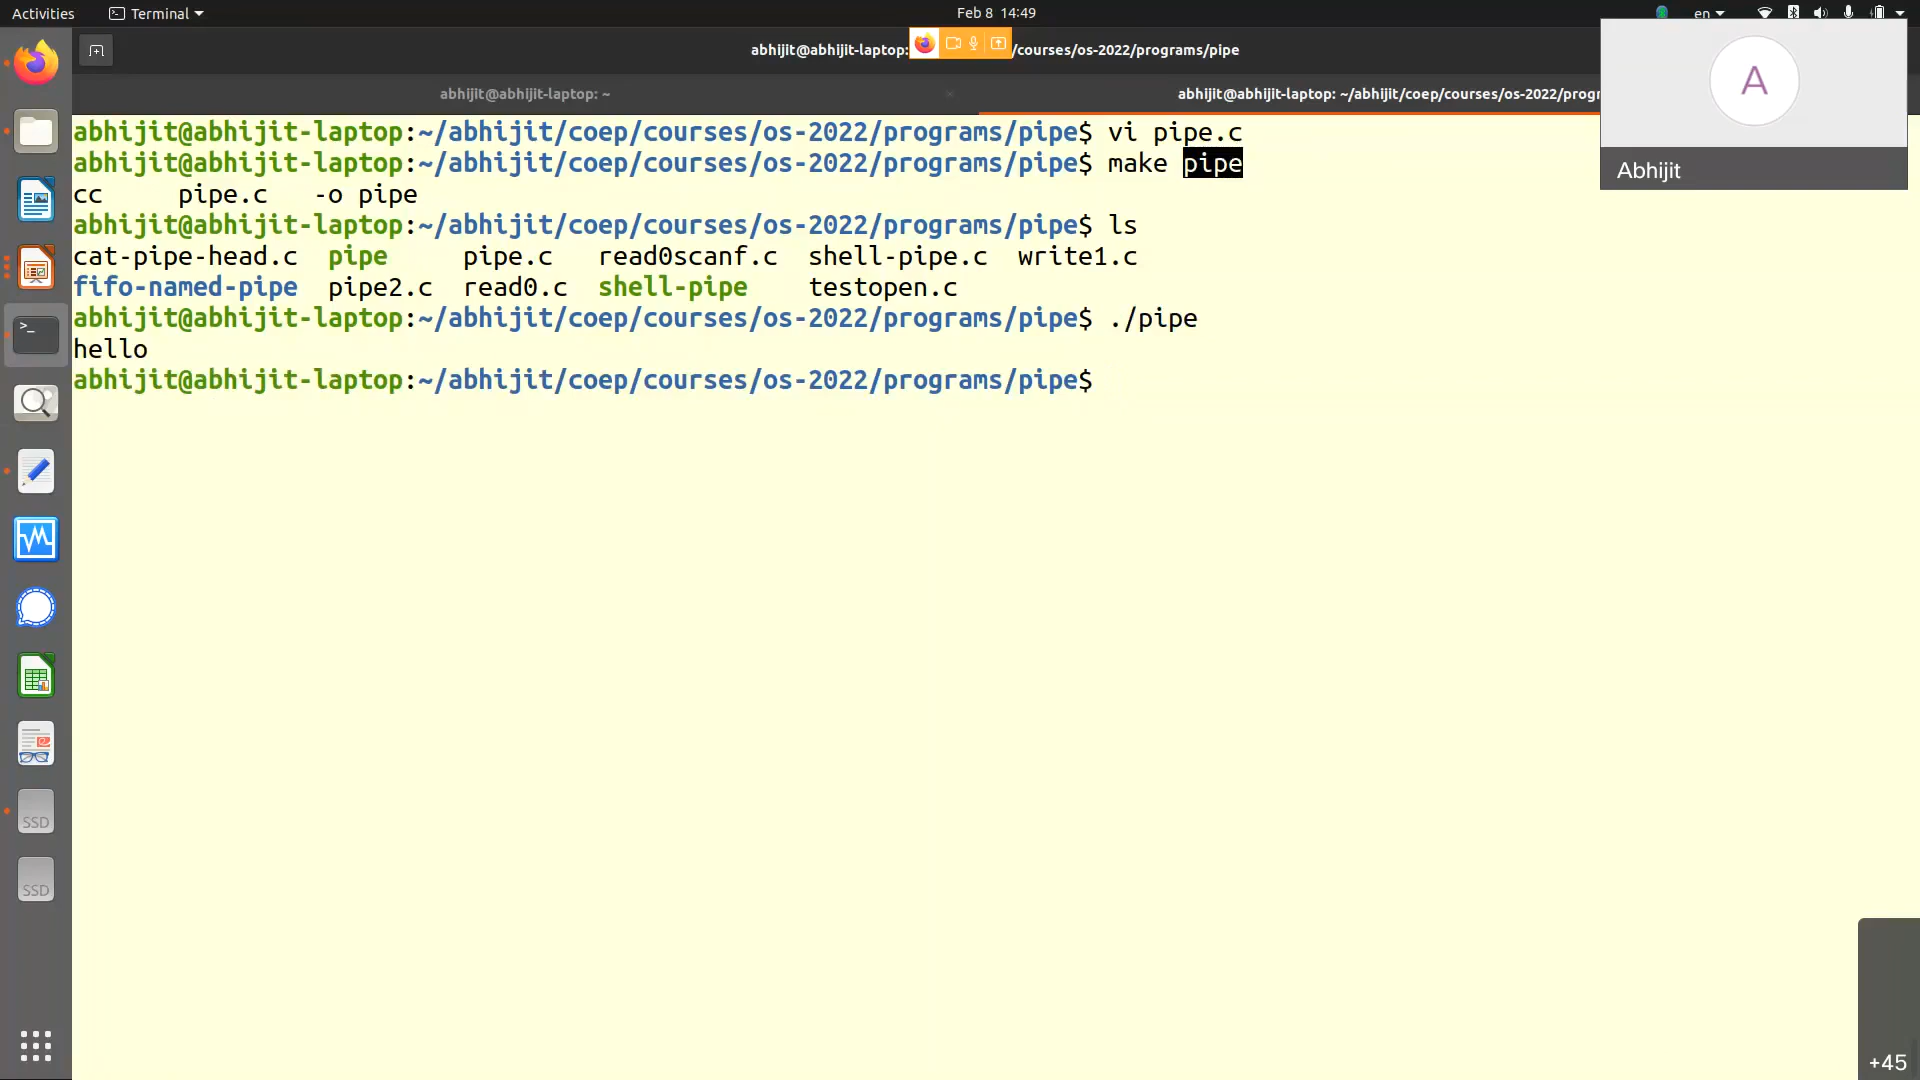 Activities Terminal Feb 8 14:49 en
abhijit@abhijit-laptop: /courses/os-2022/programs/pipe
abhijit@abhijit-laptop: ~ abhijit@abhijit-laptop: ~/abhijit/coep/courses/os-2022/progr
A
Abhijit
abhijit@abhijit-laptop:~/abhijit/coep/courses/os-2022/programs/pipe$ vi pipe.c
abhijit@abhijit-laptop:~/abhijit/coep/courses/os-2022/programs/pipe$ make pipe
cc     pipe.c   -o pipe
abhijit@abhijit-laptop:~/abhijit/coep/courses/os-2022/programs/pipe$ ls
cat-pipe-head.c  pipe     pipe.c   read0scanf.c  shell-pipe.c  write1.c
fifo-named-pipe  pipe2.c  read0.c  shell-pipe    testopen.c
abhijit@abhijit-laptop:~/abhijit/coep/courses/os-2022/programs/pipe$ ./pipe
hello
abhijit@abhijit-laptop:~/abhijit/coep/courses/os-2022/programs/pipe$
SSD
SSD
+45